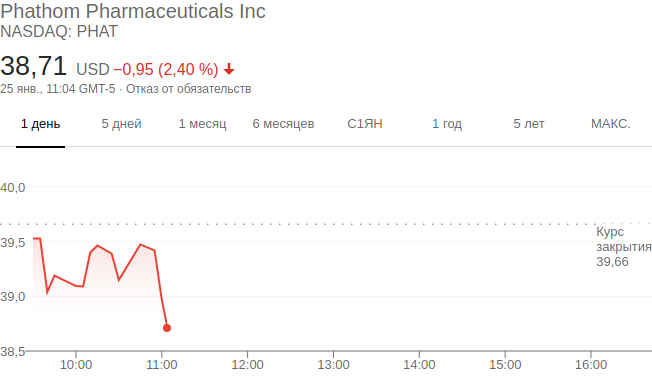 Phathom Pharmaceuticals Inc
NASDAQ: PHAT
38,71 USD −0,95 (2,40 %)
25 янв., 11:04 GMT-5 · Отказ от обязательств
1 день 5 дней 1 месяц 6 месяцев С1ЯН 1 год 5 лет МАКС.
40,0
Курс
закрытия
39,66
39,5
39,0
38,5
10:00 11:00 12:00 13:00 14:00 15:00 16:00